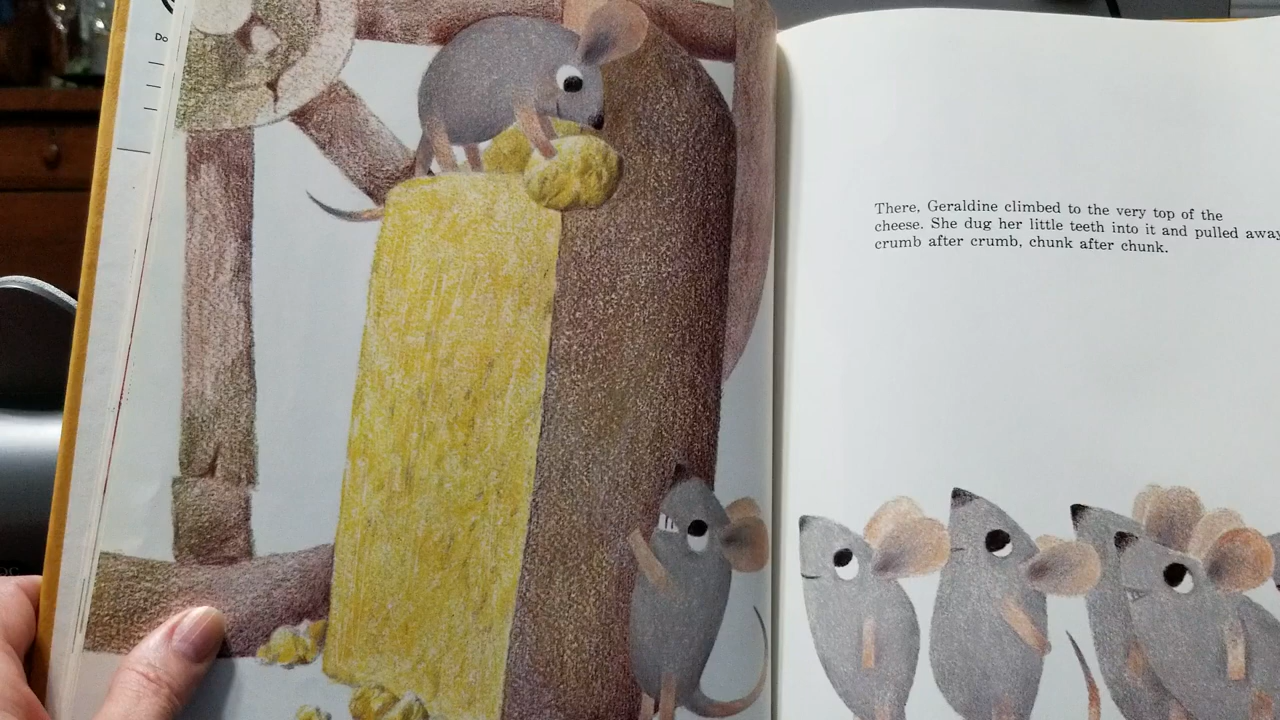 Do
There, Geraldine climbed to the very top of the
cheese. She dug her little teeth into it and pulled away
crumb after crumb, chunk after chunk.